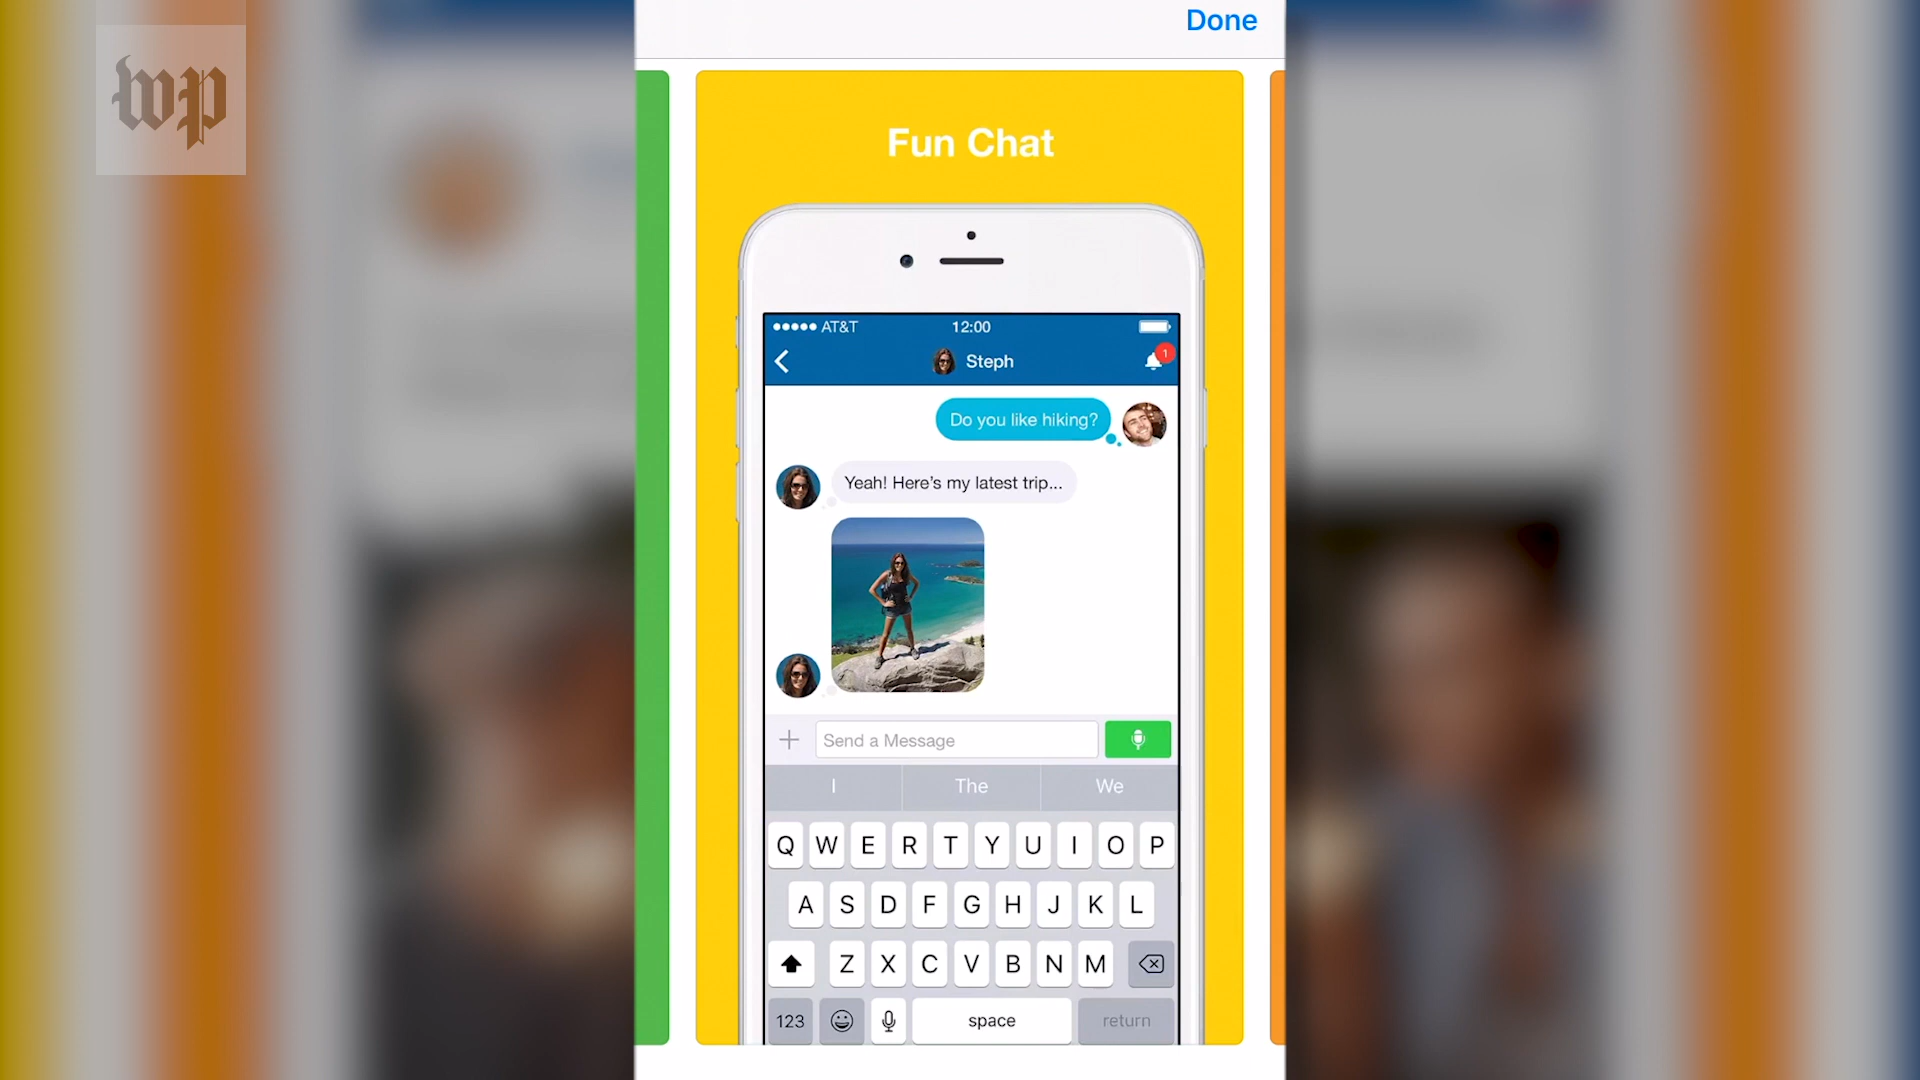 wp
Done
Fun Chat
AT&T 12:00
Steph
1
Do you like hiking?
Yeah! Here's my latest trip...
Send a Message
I The We
Q W E R T Y U I O P
A S D F G H J K L
Z X C V B N M
123 space return